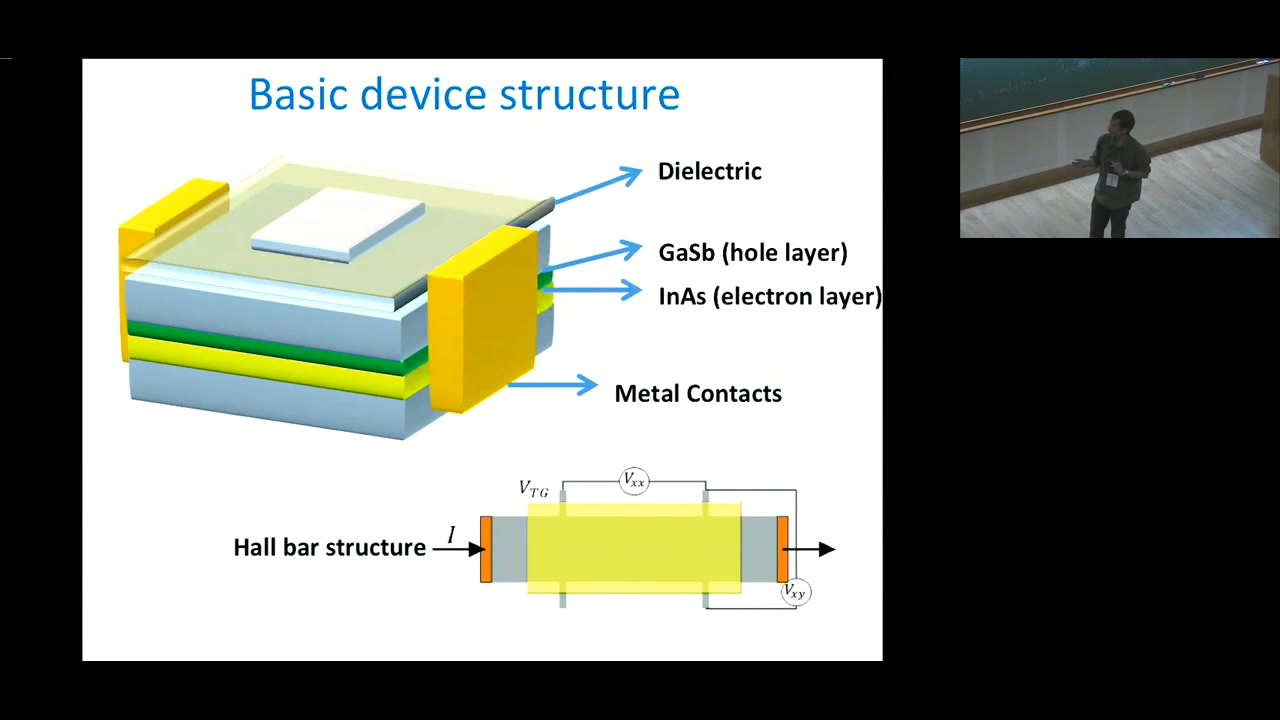 Basic device structure
Dielectric
GaSb (hole layer)
InAs (electron layer)
Metal Contacts
V_TG
V_xx
Hall bar structure
I
V_xy